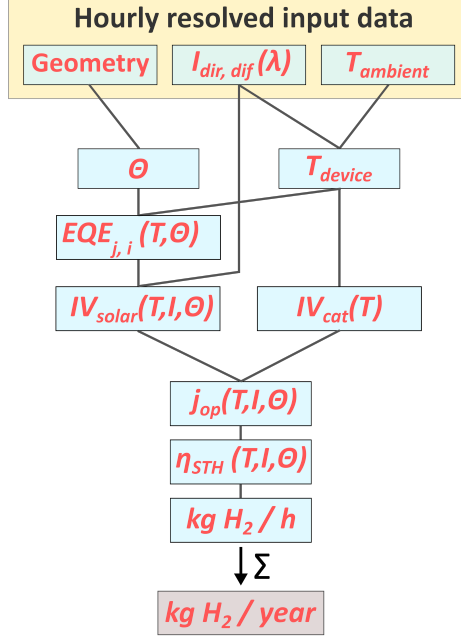 Hourly resolved input data
Geometry
I dir, dif (λ)
T ambient
Θ
T device
EQE j, i (T,Θ)
IV solar (T,I,Θ)
IV cat (T)
j op (T,I,Θ)
η STH (T,I,Θ)
kg H₂ / h
Σ
kg H₂ / year